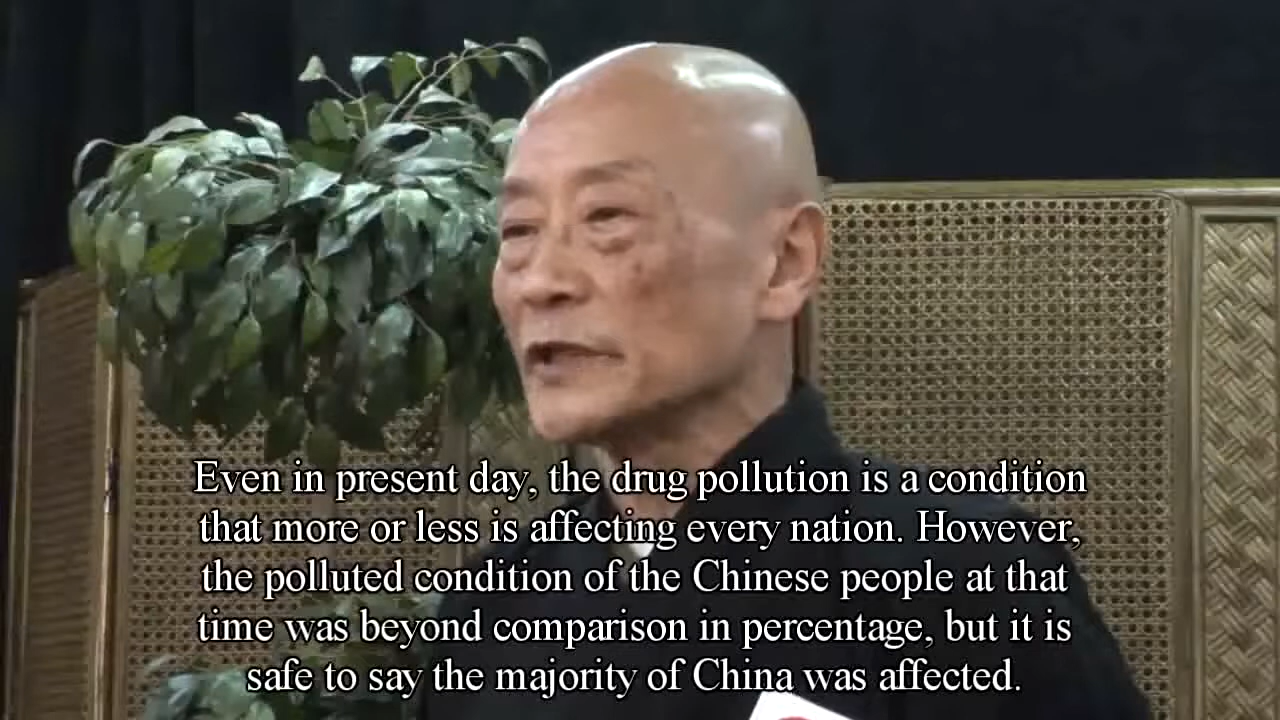 Even in present day, the drug pollution is a condition
that more or less is affecting every nation. However,
the polluted condition of the Chinese people at that
time was beyond comparison in percentage, but it is
safe to say the majority of China was affected.